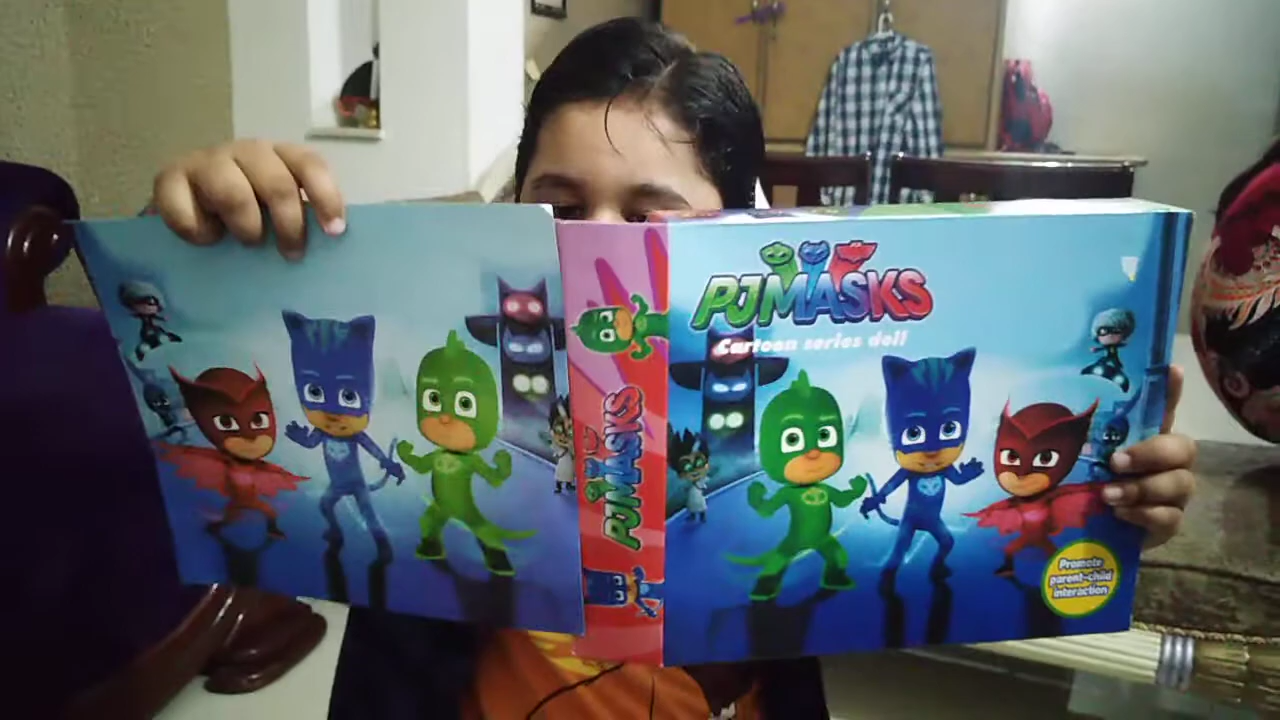 PJMASKS
PJMASKS
Cartoon series doll
Promote
parent-child
interaction